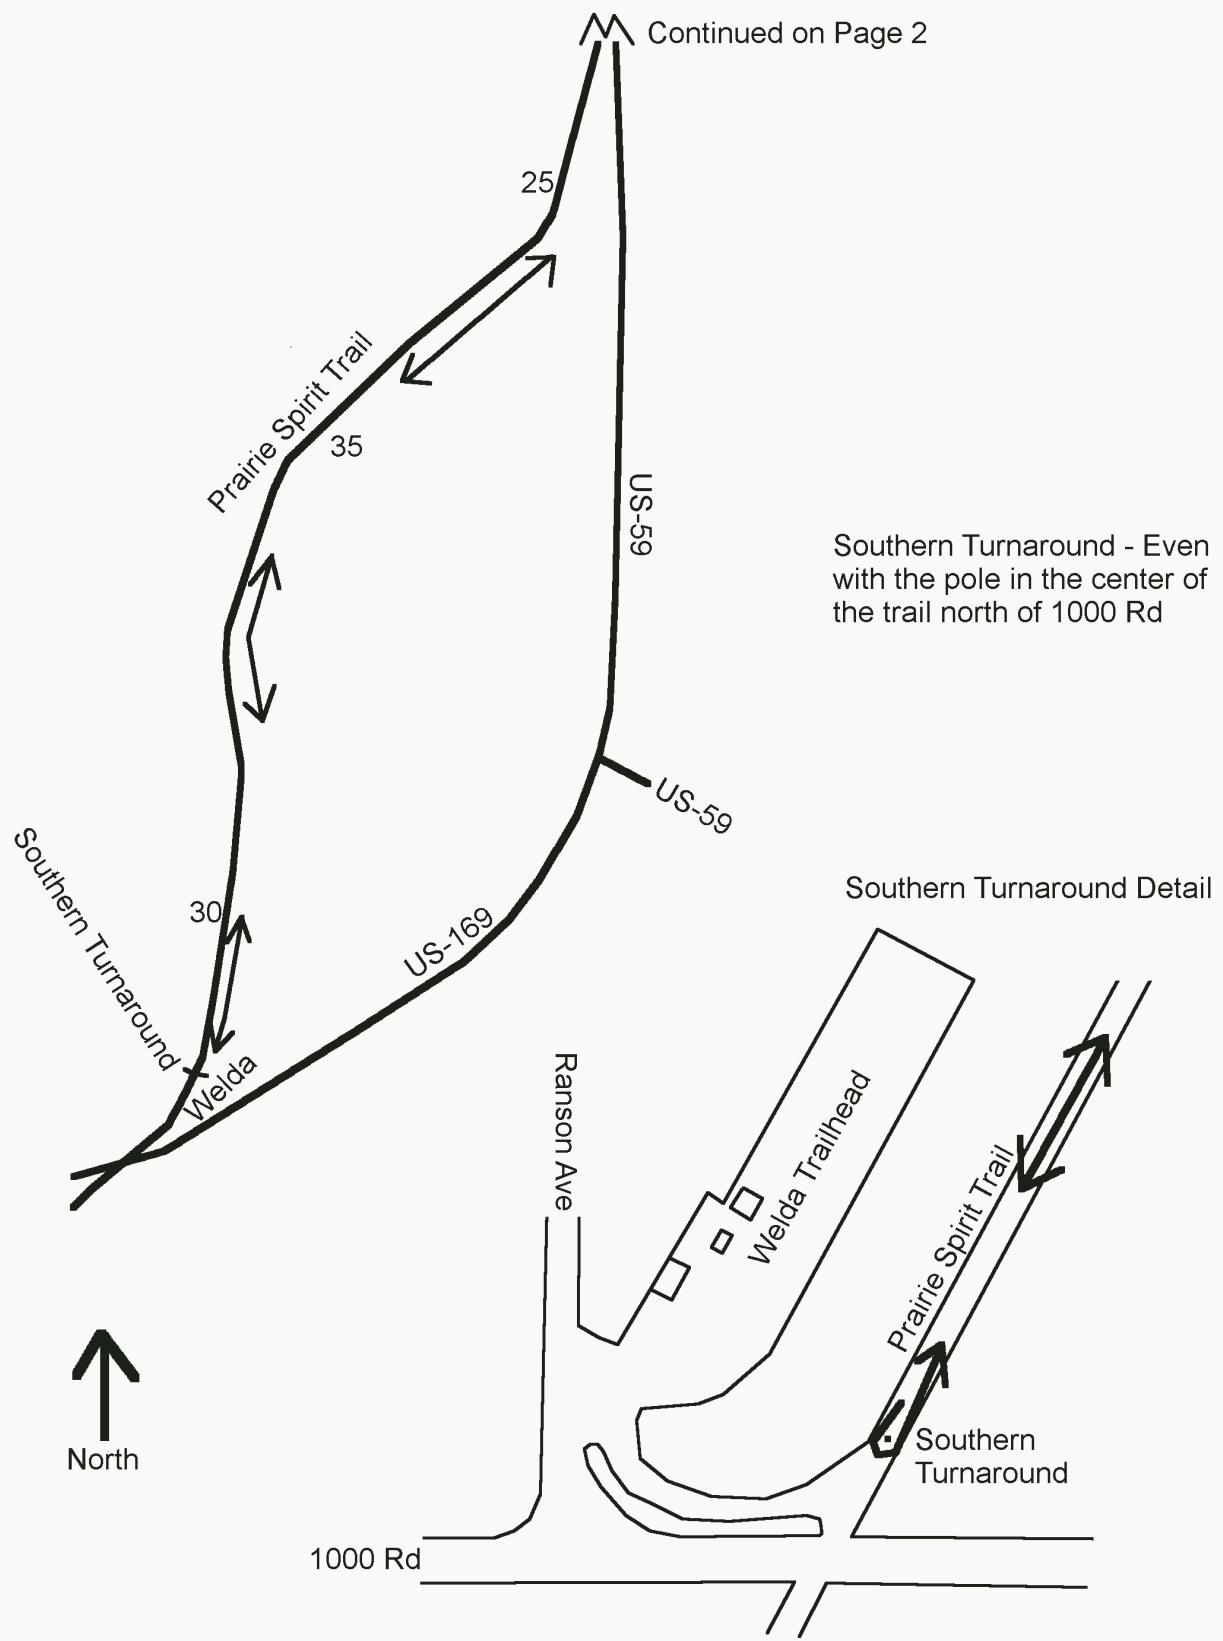 Continued on Page 2
25
Prairie Spirit Trail
35
US-59
Southern Turnaround - Even
with the pole in the center of
the trail north of 1000 Rd
US-59
Southern Turnaround Detail
30
US-169
Southern Turnaround
Welda
Ranson Ave
Welda Trailhead
Prairie Spirit Trail
North
Southern
Turnaround
1000 Rd